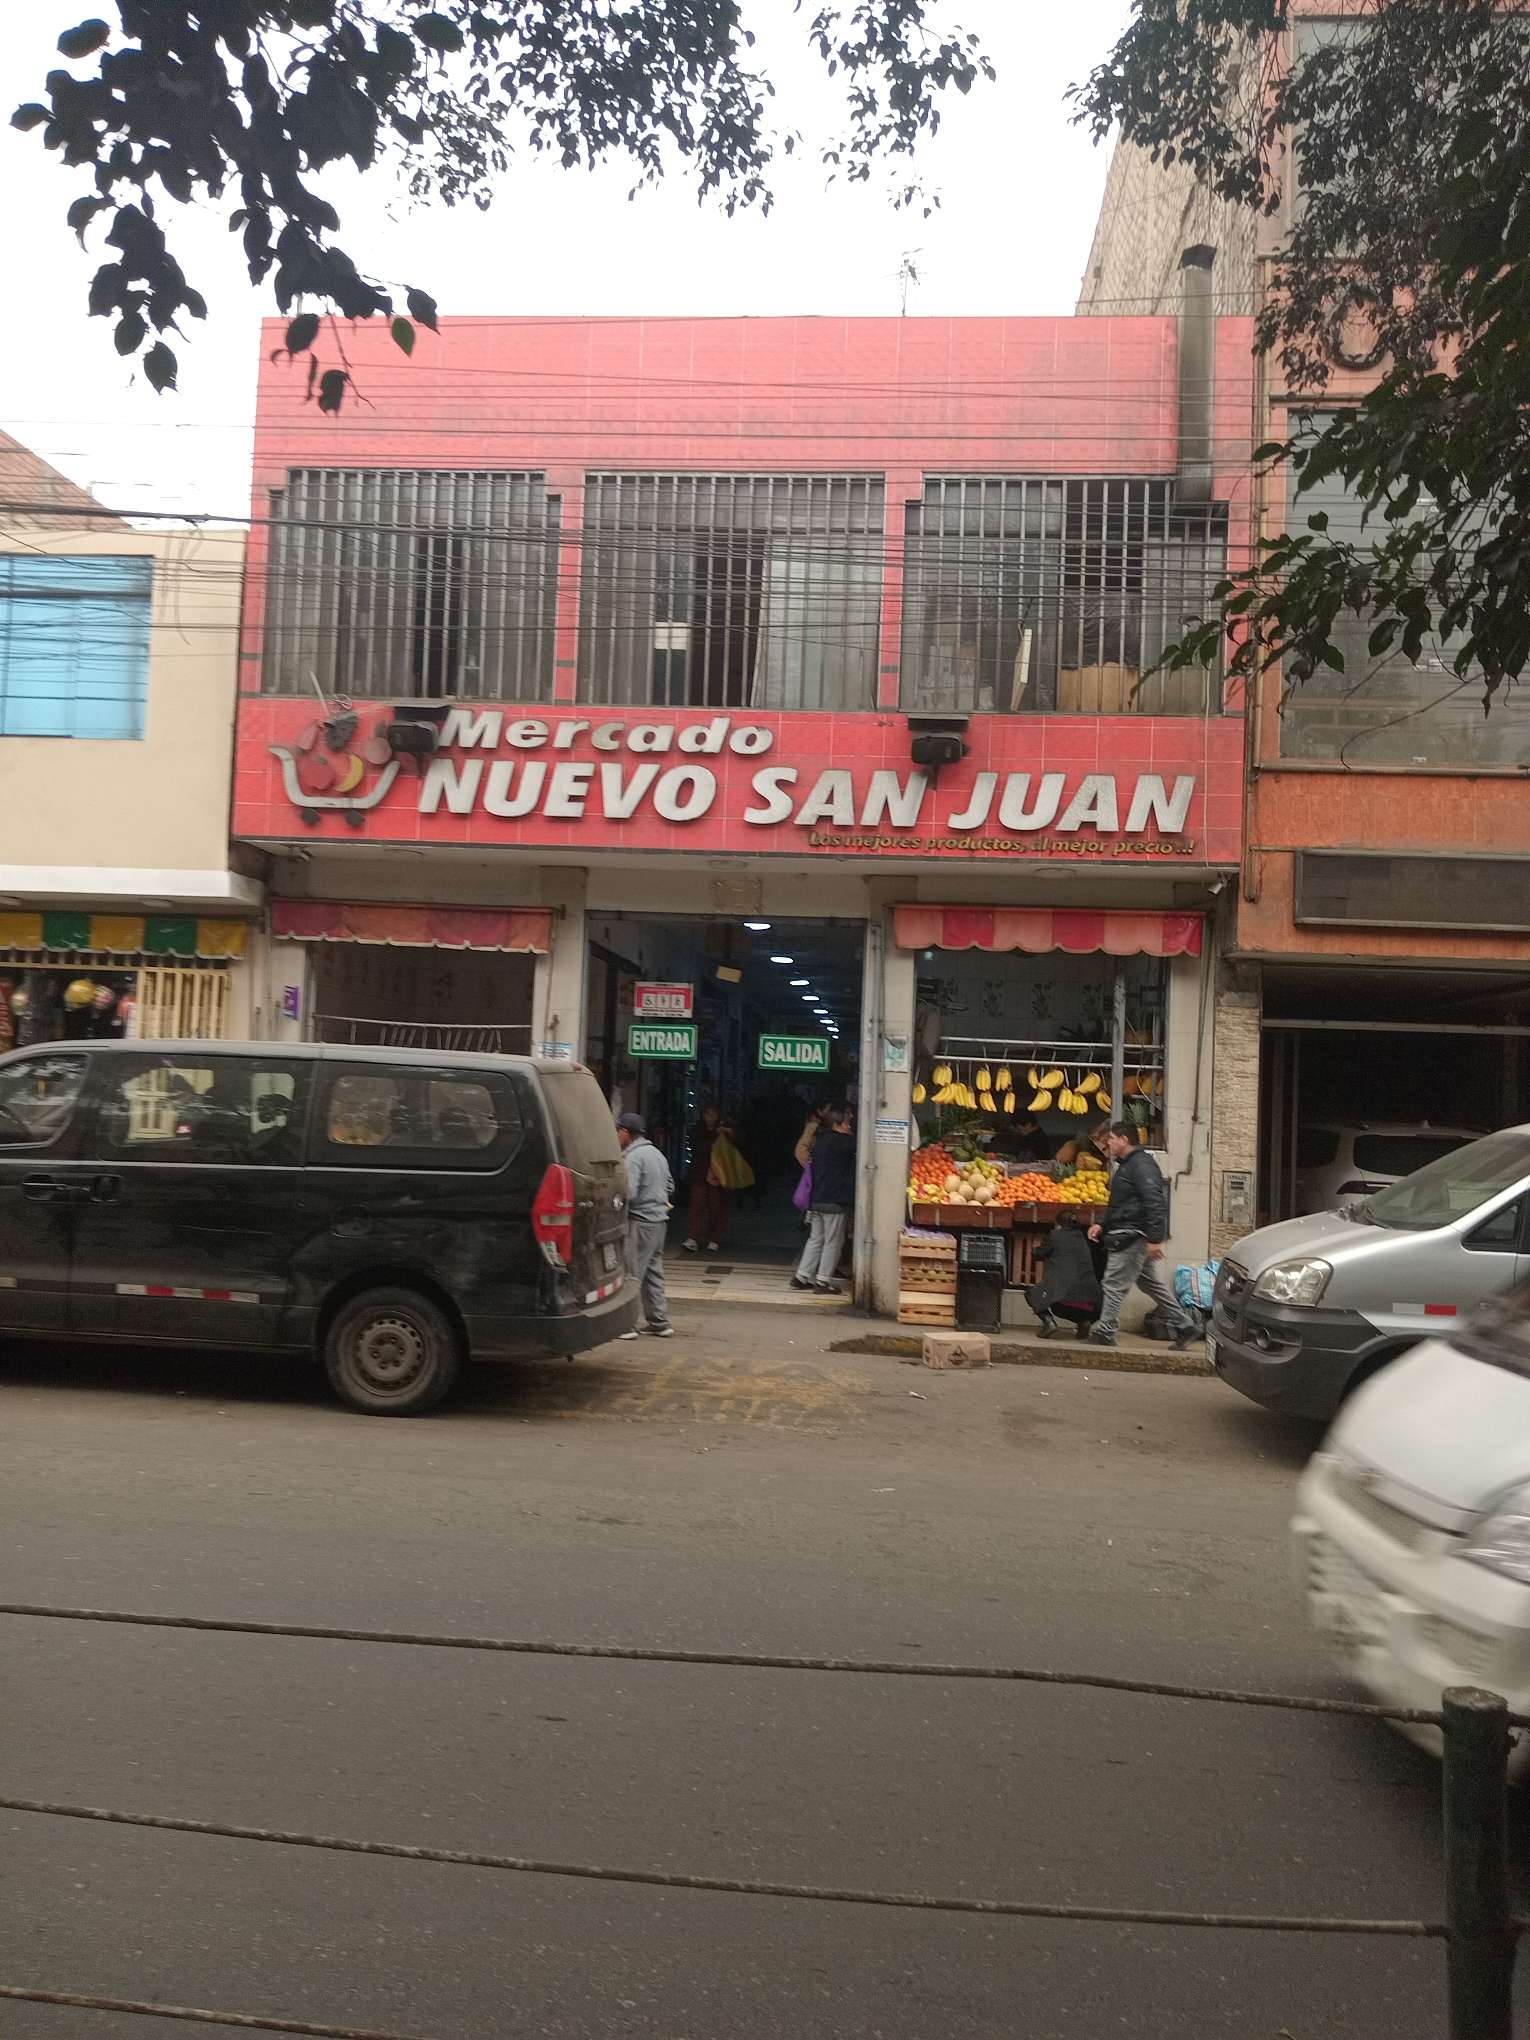 Mercado
NUEVO SAN JUAN
Los mejores productos, al mejor precio...!
ENTRADA
SALIDA